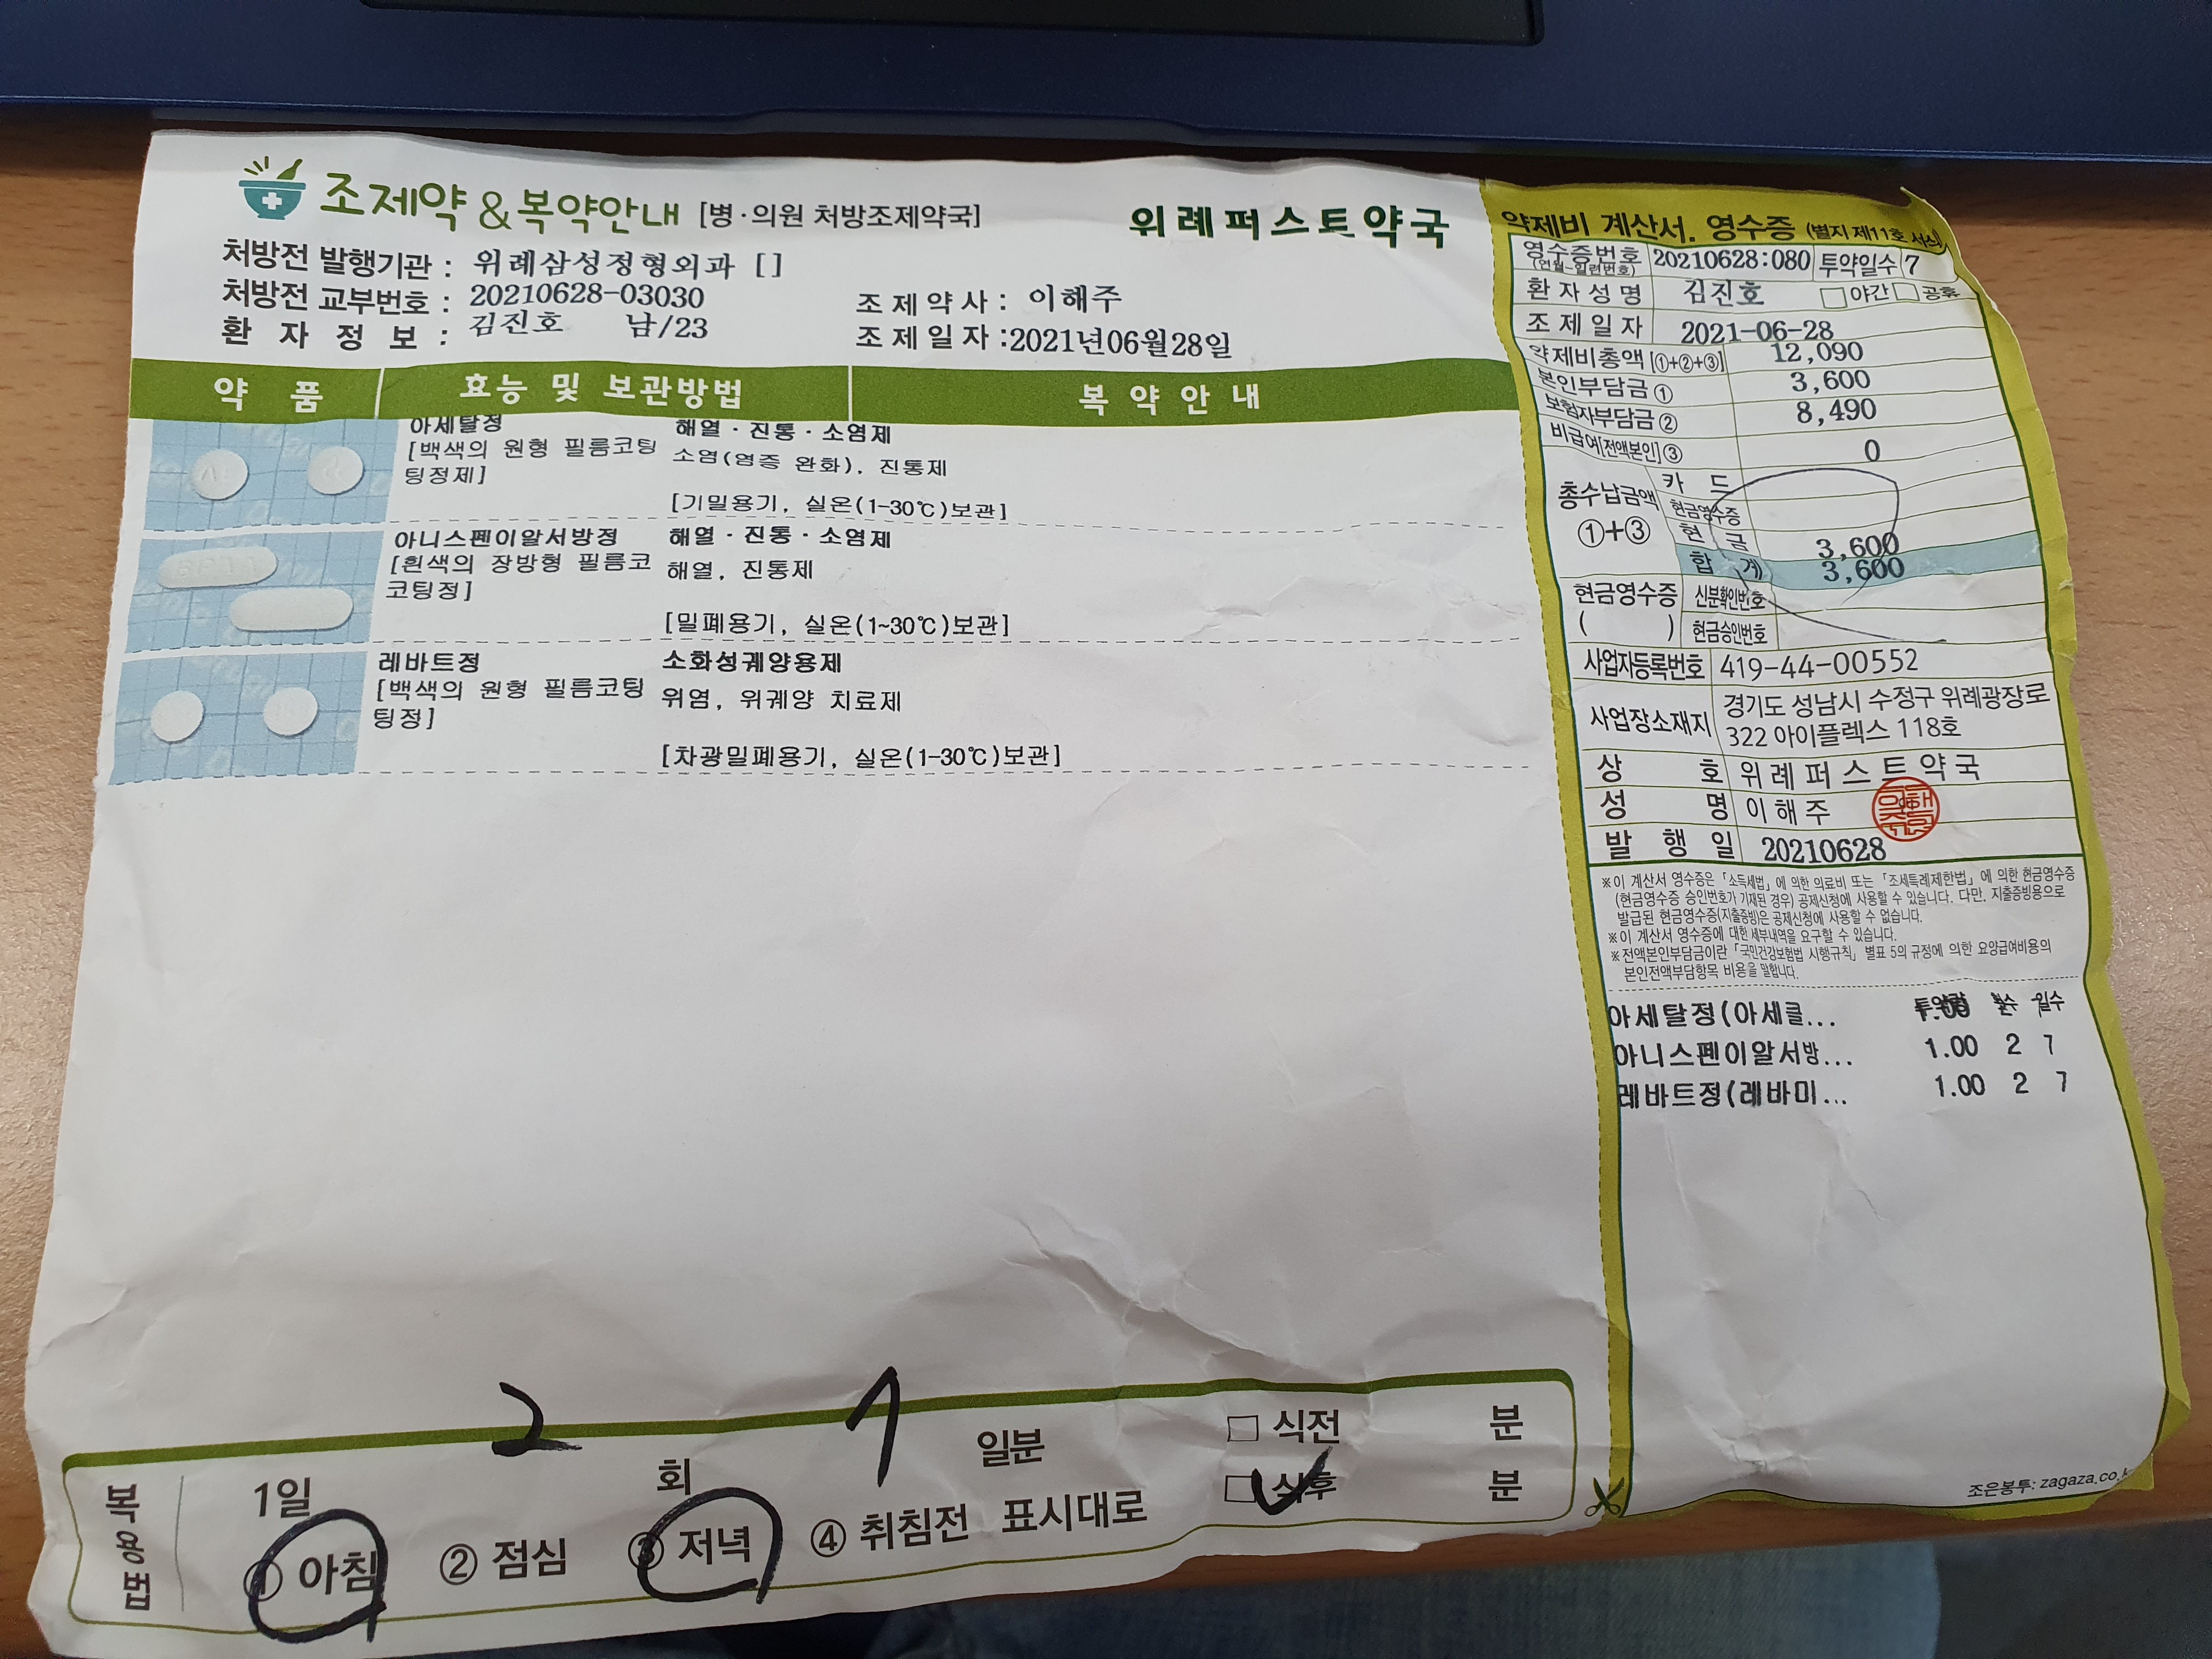 조제약 & 복약안내 [병·의원 처방조제약국]
위례퍼스트약국
처방전 발행기관 : 위례삼성정형외과 [ ]
처방전 교부번호 : 20210628-03030
조 제 약 사 : 이혜주
환 자 정 보 : 김진호 남/23
조 제 일 자 :2021년06월28일
약 품
효능 및 보관방법
복 약 안 내
아세탈정
[백색의 원형 필름코팅
팅정제]
해열·진통·소염제
소염(염증 완화), 진통제
[기밀용기, 실온(1-30℃)보관]
아니스펜이알서방정
[흰색의 장방형 필름코
코팅정]
해열·진통·소염제
해열, 진통제
[밀폐용기, 실온(1~30℃)보관]
레바트정
[백색의 원형 필름코팅
팅정]
소화성궤양용제
위염, 위궤양 치료제
[차광밀폐용기, 실온(1-30℃)보관]
복용법
1일 2 회 7 일분
① 아침 ② 점심 ③ 저녁 ④ 취침전 표시대로
□ 식전 분
□ 식후 분
약제비 계산서. 영수증 (별지 제11호 서식)
영수증번호 20210628:080 투약일수 7
(연월-일련번호)
환 자 성 명 김진호 □야간 □공휴
조 제 일 자 2021-06-28
약제비총액 [①+②+③] 12,090
본인부담금 ① 3,600
보험자부담금 ② 8,490
비급여(전액본인) ③ 0
총수납금액
①+③
카 드
현금영수증
현 금 3,600
합 계 3,600
현금영수증
( )
신분확인번호
현금승인번호
사업자등록번호 419-44-00552
사업장소재지 경기도 성남시 수정구 위례광장로
322 아이플렉스 118호
상 호 위례퍼스트약국
성 명 이혜주
발 행 일 20210628
※이 계산서 영수증은 「소득세법」에 의한 의료비 또는 「조세특례제한법」에 의한 현금영수증
(현금영수증 승인번호가 기재된 경우) 공제신청에 사용할 수 있습니다. 다만, 지출증빙용으로
발급된 현금영수증(지출증빙)은 공제신청에 사용할 수 없습니다.
※이 계산서 영수증에 대한 세부내역을 요구할 수 있습니다.
※전액본인부담금이란 「국민건강보험법 시행규칙」 별표 5의 규정에 의한 요양급여비용의
본인전액부담항목 비용을 말합니다.
일수
아세탈정(아세클...
아니스펜이알서방... 1.00 2 7
레바트정(레바미... 1.00 2 7
조은봉투: zagaza.co.k